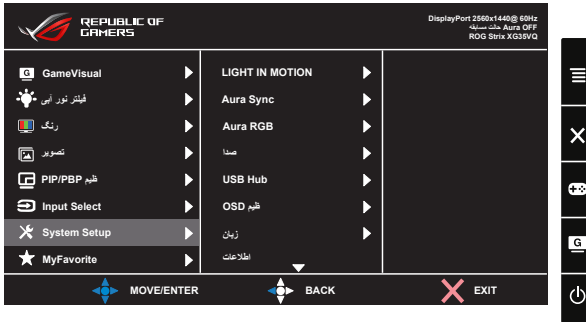 REPUBLIC OF
GAMERS
DisplayPort 2560x1440@ 60Hz
Aura OFF حالت مسابقه
ROG Strix XG35VQ
G GameVisual
فیلتر نور آبی
رنگ
تصویر
PIP/PBP ظیم
Input Select
System Setup
MyFavorite
LIGHT IN MOTION
Aura Sync
Aura RGB
صدا
USB Hub
OSD ظیم
زبان
اطلاعات
MOVE/ENTER
BACK
EXIT
G